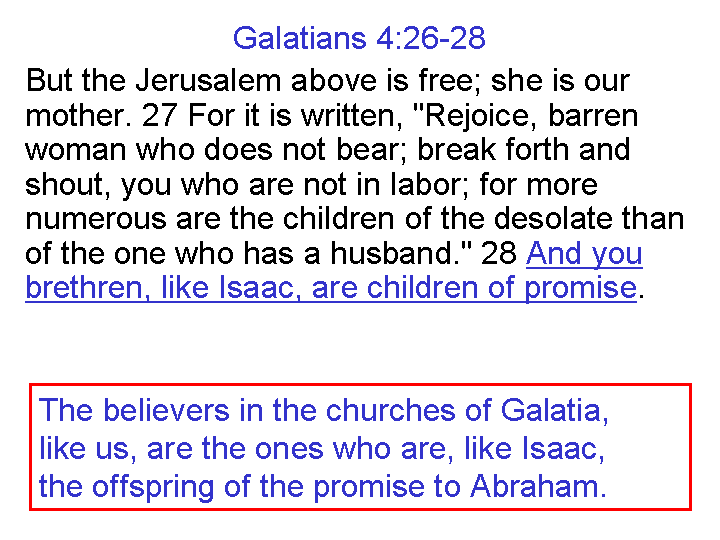 Galatians 4:26-28
But the Jerusalem above is free; she is our
mother. 27 For it is written, "Rejoice, barren
woman who does not bear; break forth and
shout, you who are not in labor; for more
numerous are the children of the desolate than
of the one who has a husband." 28 And you
brethren, like Isaac, are children of promise.
The believers in the churches of Galatia,
like us, are the ones who are, like Isaac,
the offspring of the promise to Abraham.